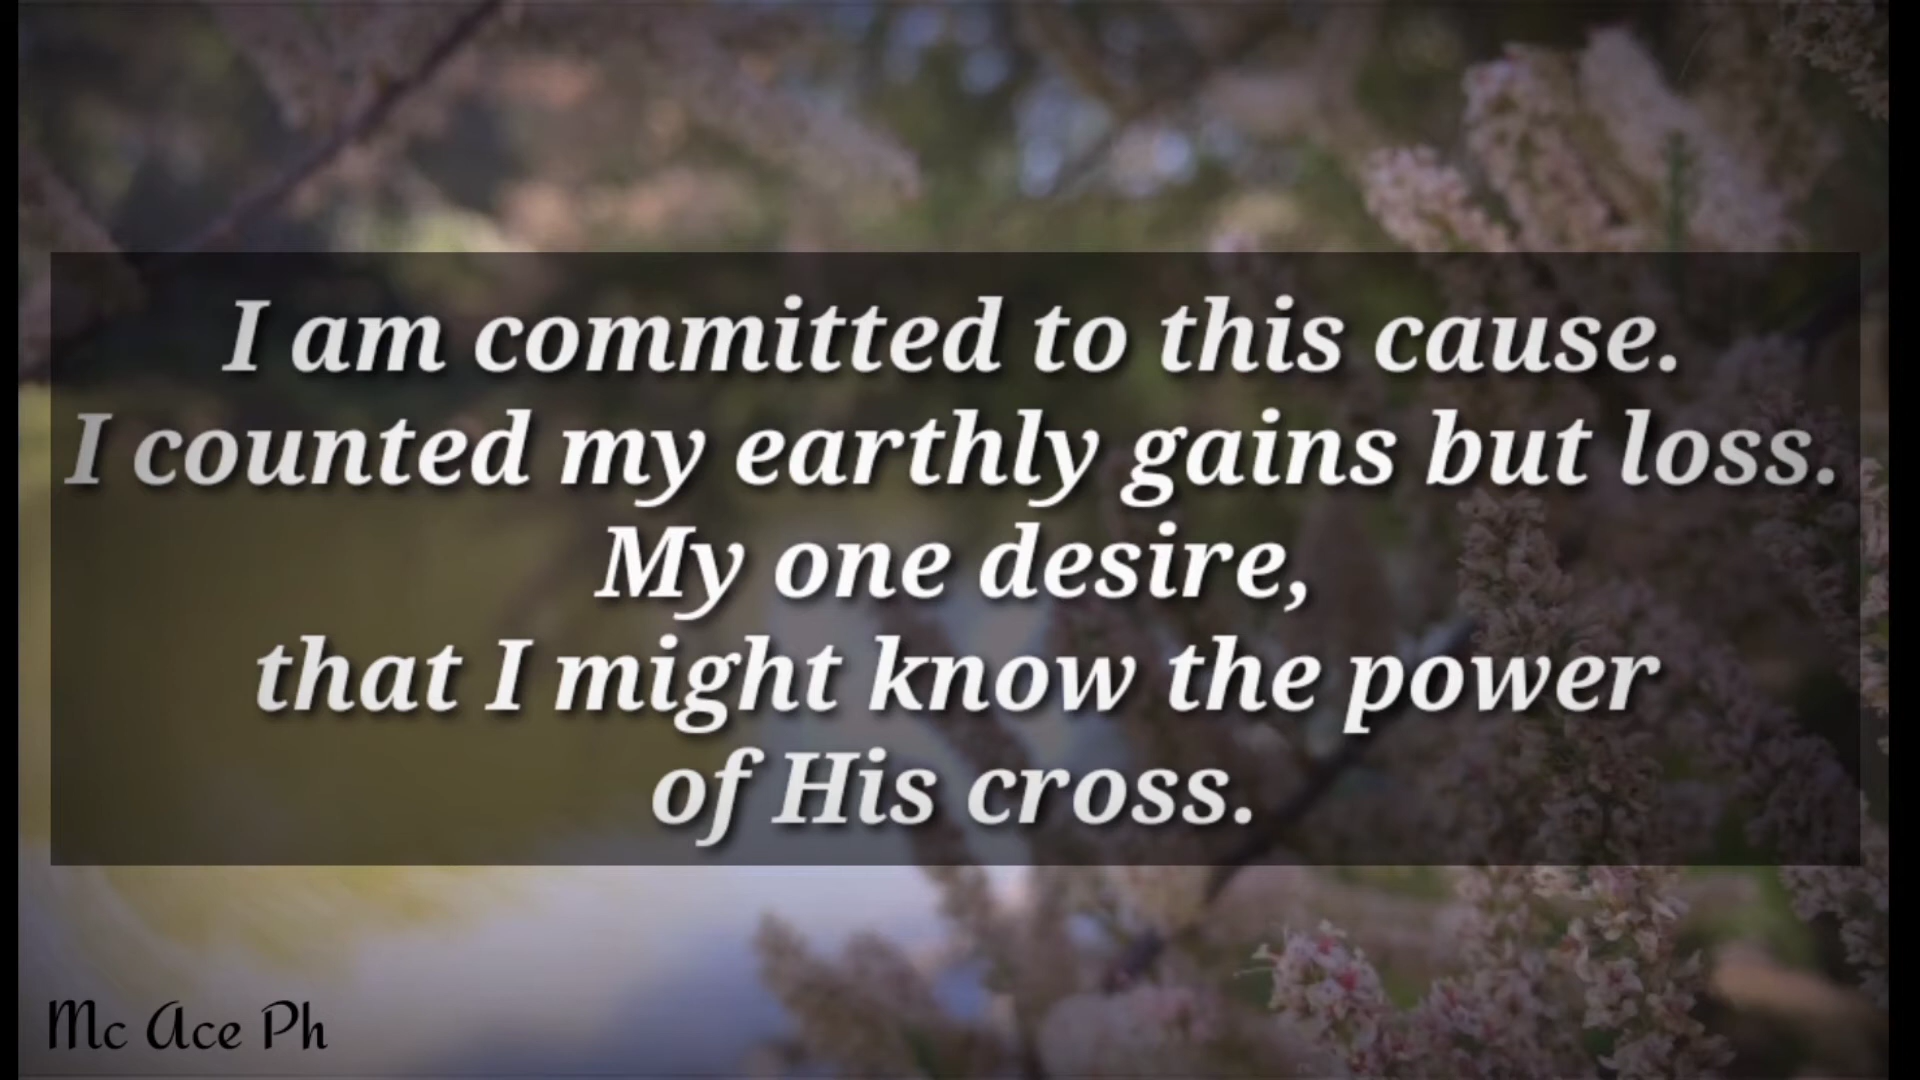 I am committed to this cause.
I counted my earthly gains but loss.
My one desire,
that I might know the power
of His cross.
Mc Ace Ph